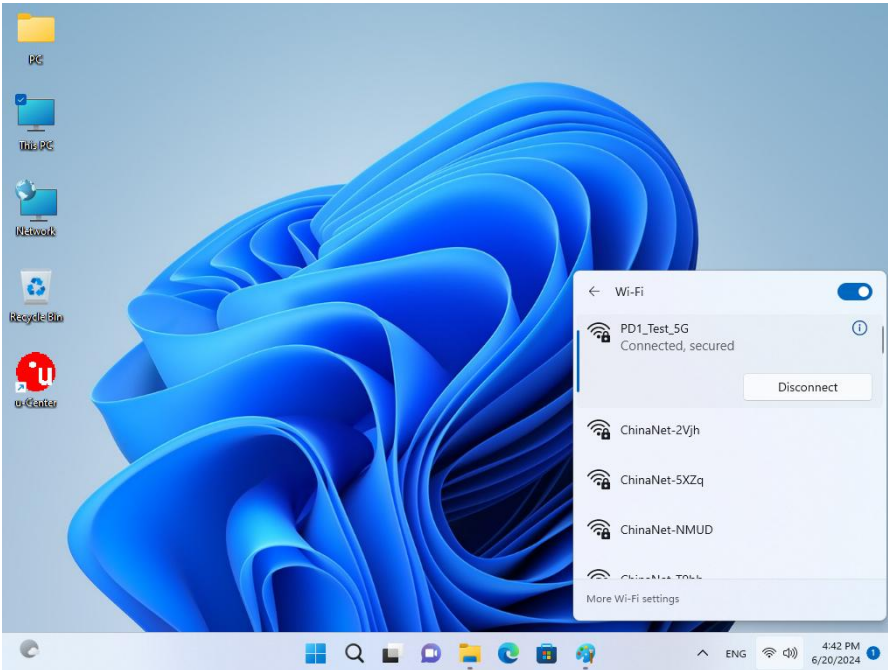 PC
This PC
Network
Recycle Bin
u
u-Center
Wi-Fi
PD1_Test_5G
Connected, secured
Disconnect
ChinaNet-2Vjh
ChinaNet-5XZq
ChinaNet-NMUD
More Wi-Fi settings
ENG
4:42 PM
6/20/2024
1